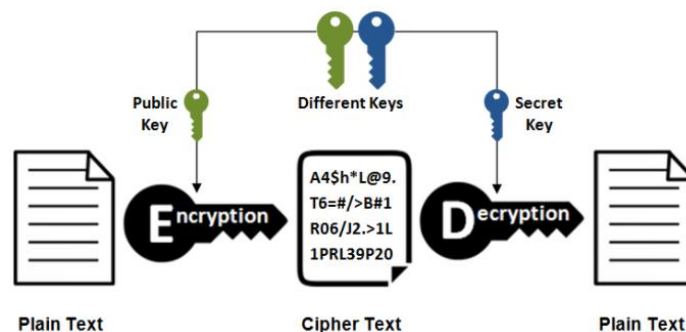 Public
Key
Different Keys
Secret
Key
Encryption
A4$h*L@9.
T6=#/>B#1
R06/J2.>1L
1PRL39P20
Decryption
Plain Text
Cipher Text
Plain Text